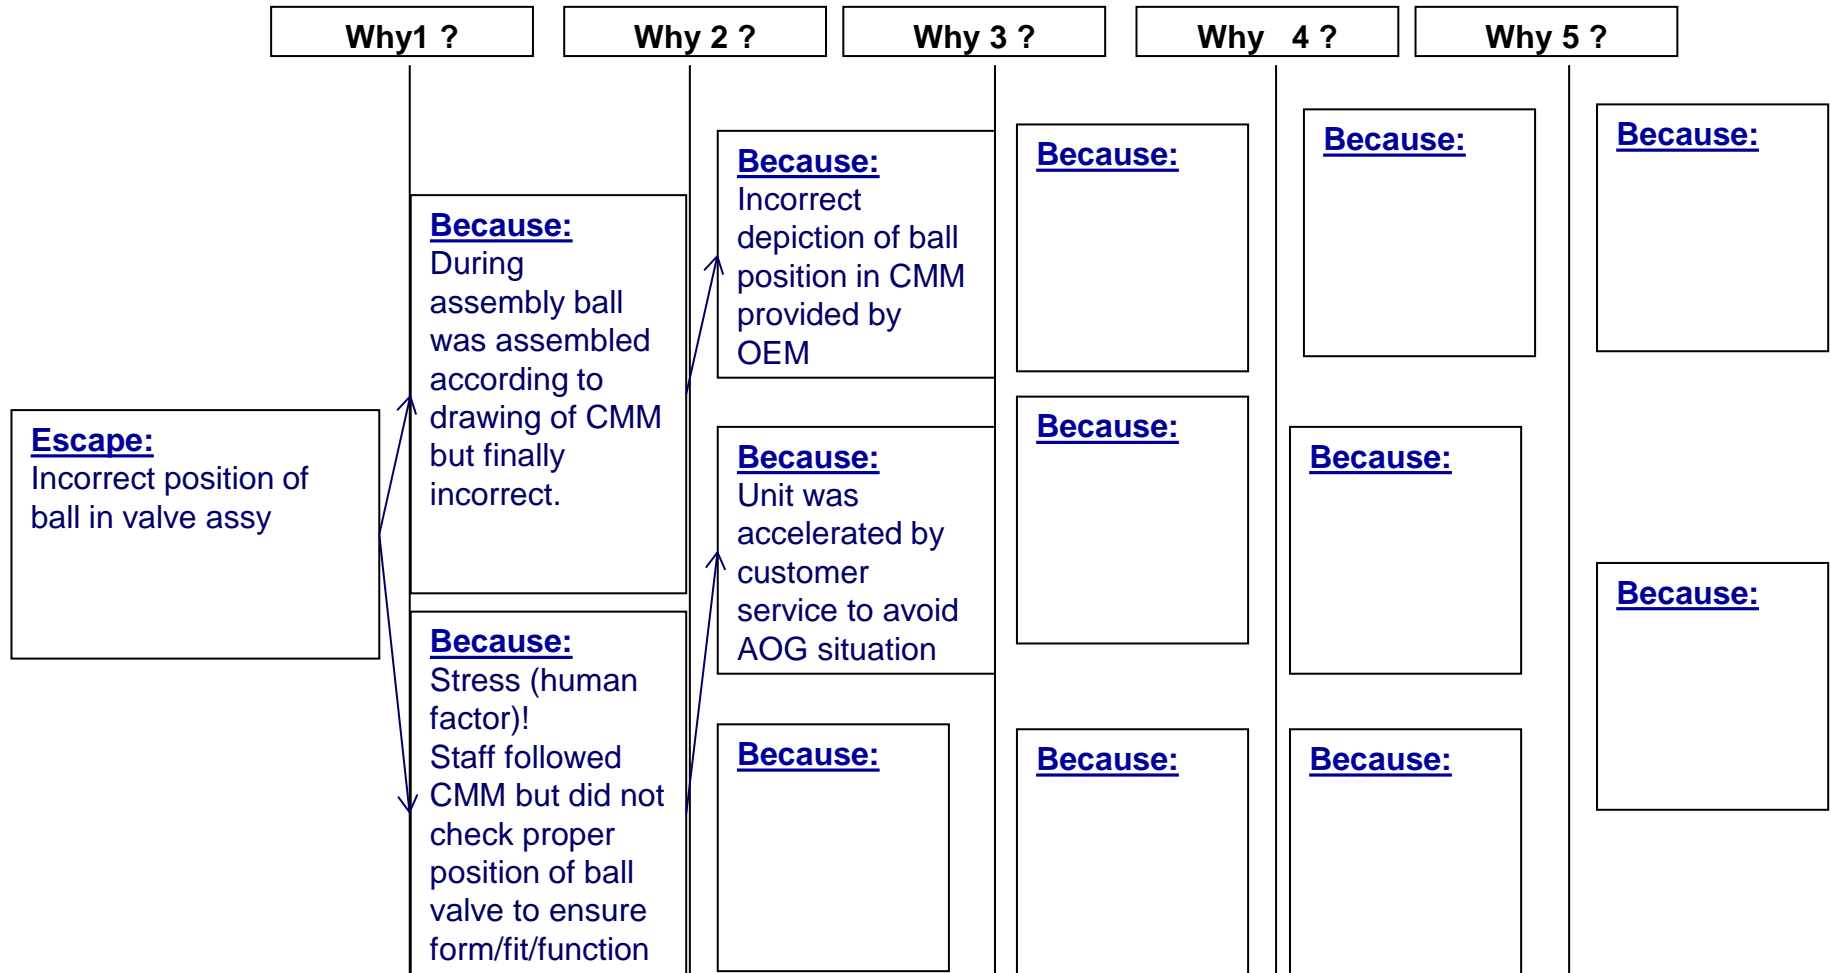 Why1 ?
Why 2 ?
Why 3 ?
Why 4 ?
Why 5 ?
Escape:
Incorrect position of
ball in valve assy
Because:
During
assembly ball
was assembled
according to
drawing of CMM
but finally
incorrect.
Because:
Stress (human
factor)!
Staff followed
CMM but did not
check proper
position of ball
valve to ensure
form/fit/function
Because:
Incorrect
depiction of ball
position in CMM
provided by
OEM
Because:
Unit was
accelerated by
customer
service to avoid
AOG situation
Because:
Because:
Because:
Because:
Because:
Because:
Because:
Because:
Because: